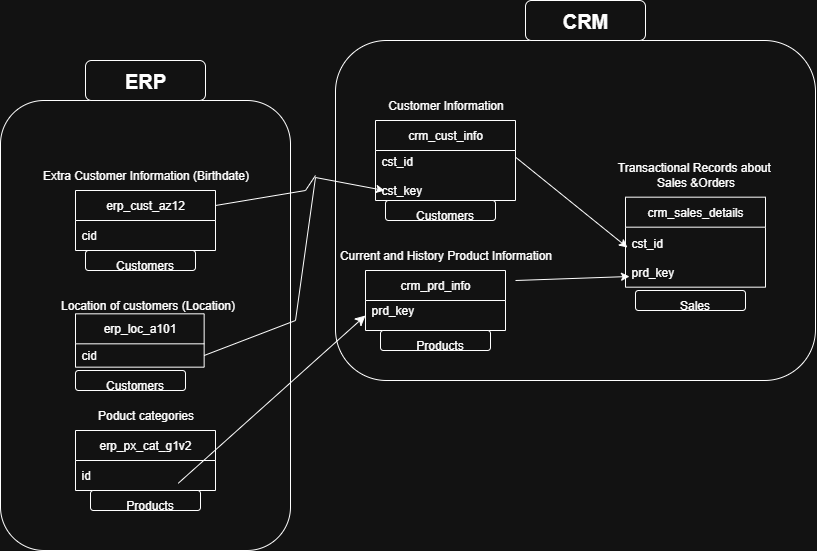 ERP
Extra Customer Information (Birthdate)
erp_cust_az12
cid
Customers
Location of customers (Location)
erp_loc_a101
cid
Customers
Poduct categories
erp_px_cat_g1v2
id
Products
CRM
Customer Information
crm_cust_info
cst_id
cst_key
Customers
Current and History Product Information
crm_prd_info
prd_key
Products
Transactional Records about
Sales &Orders
crm_sales_details
cst_id
prd_key
Sales